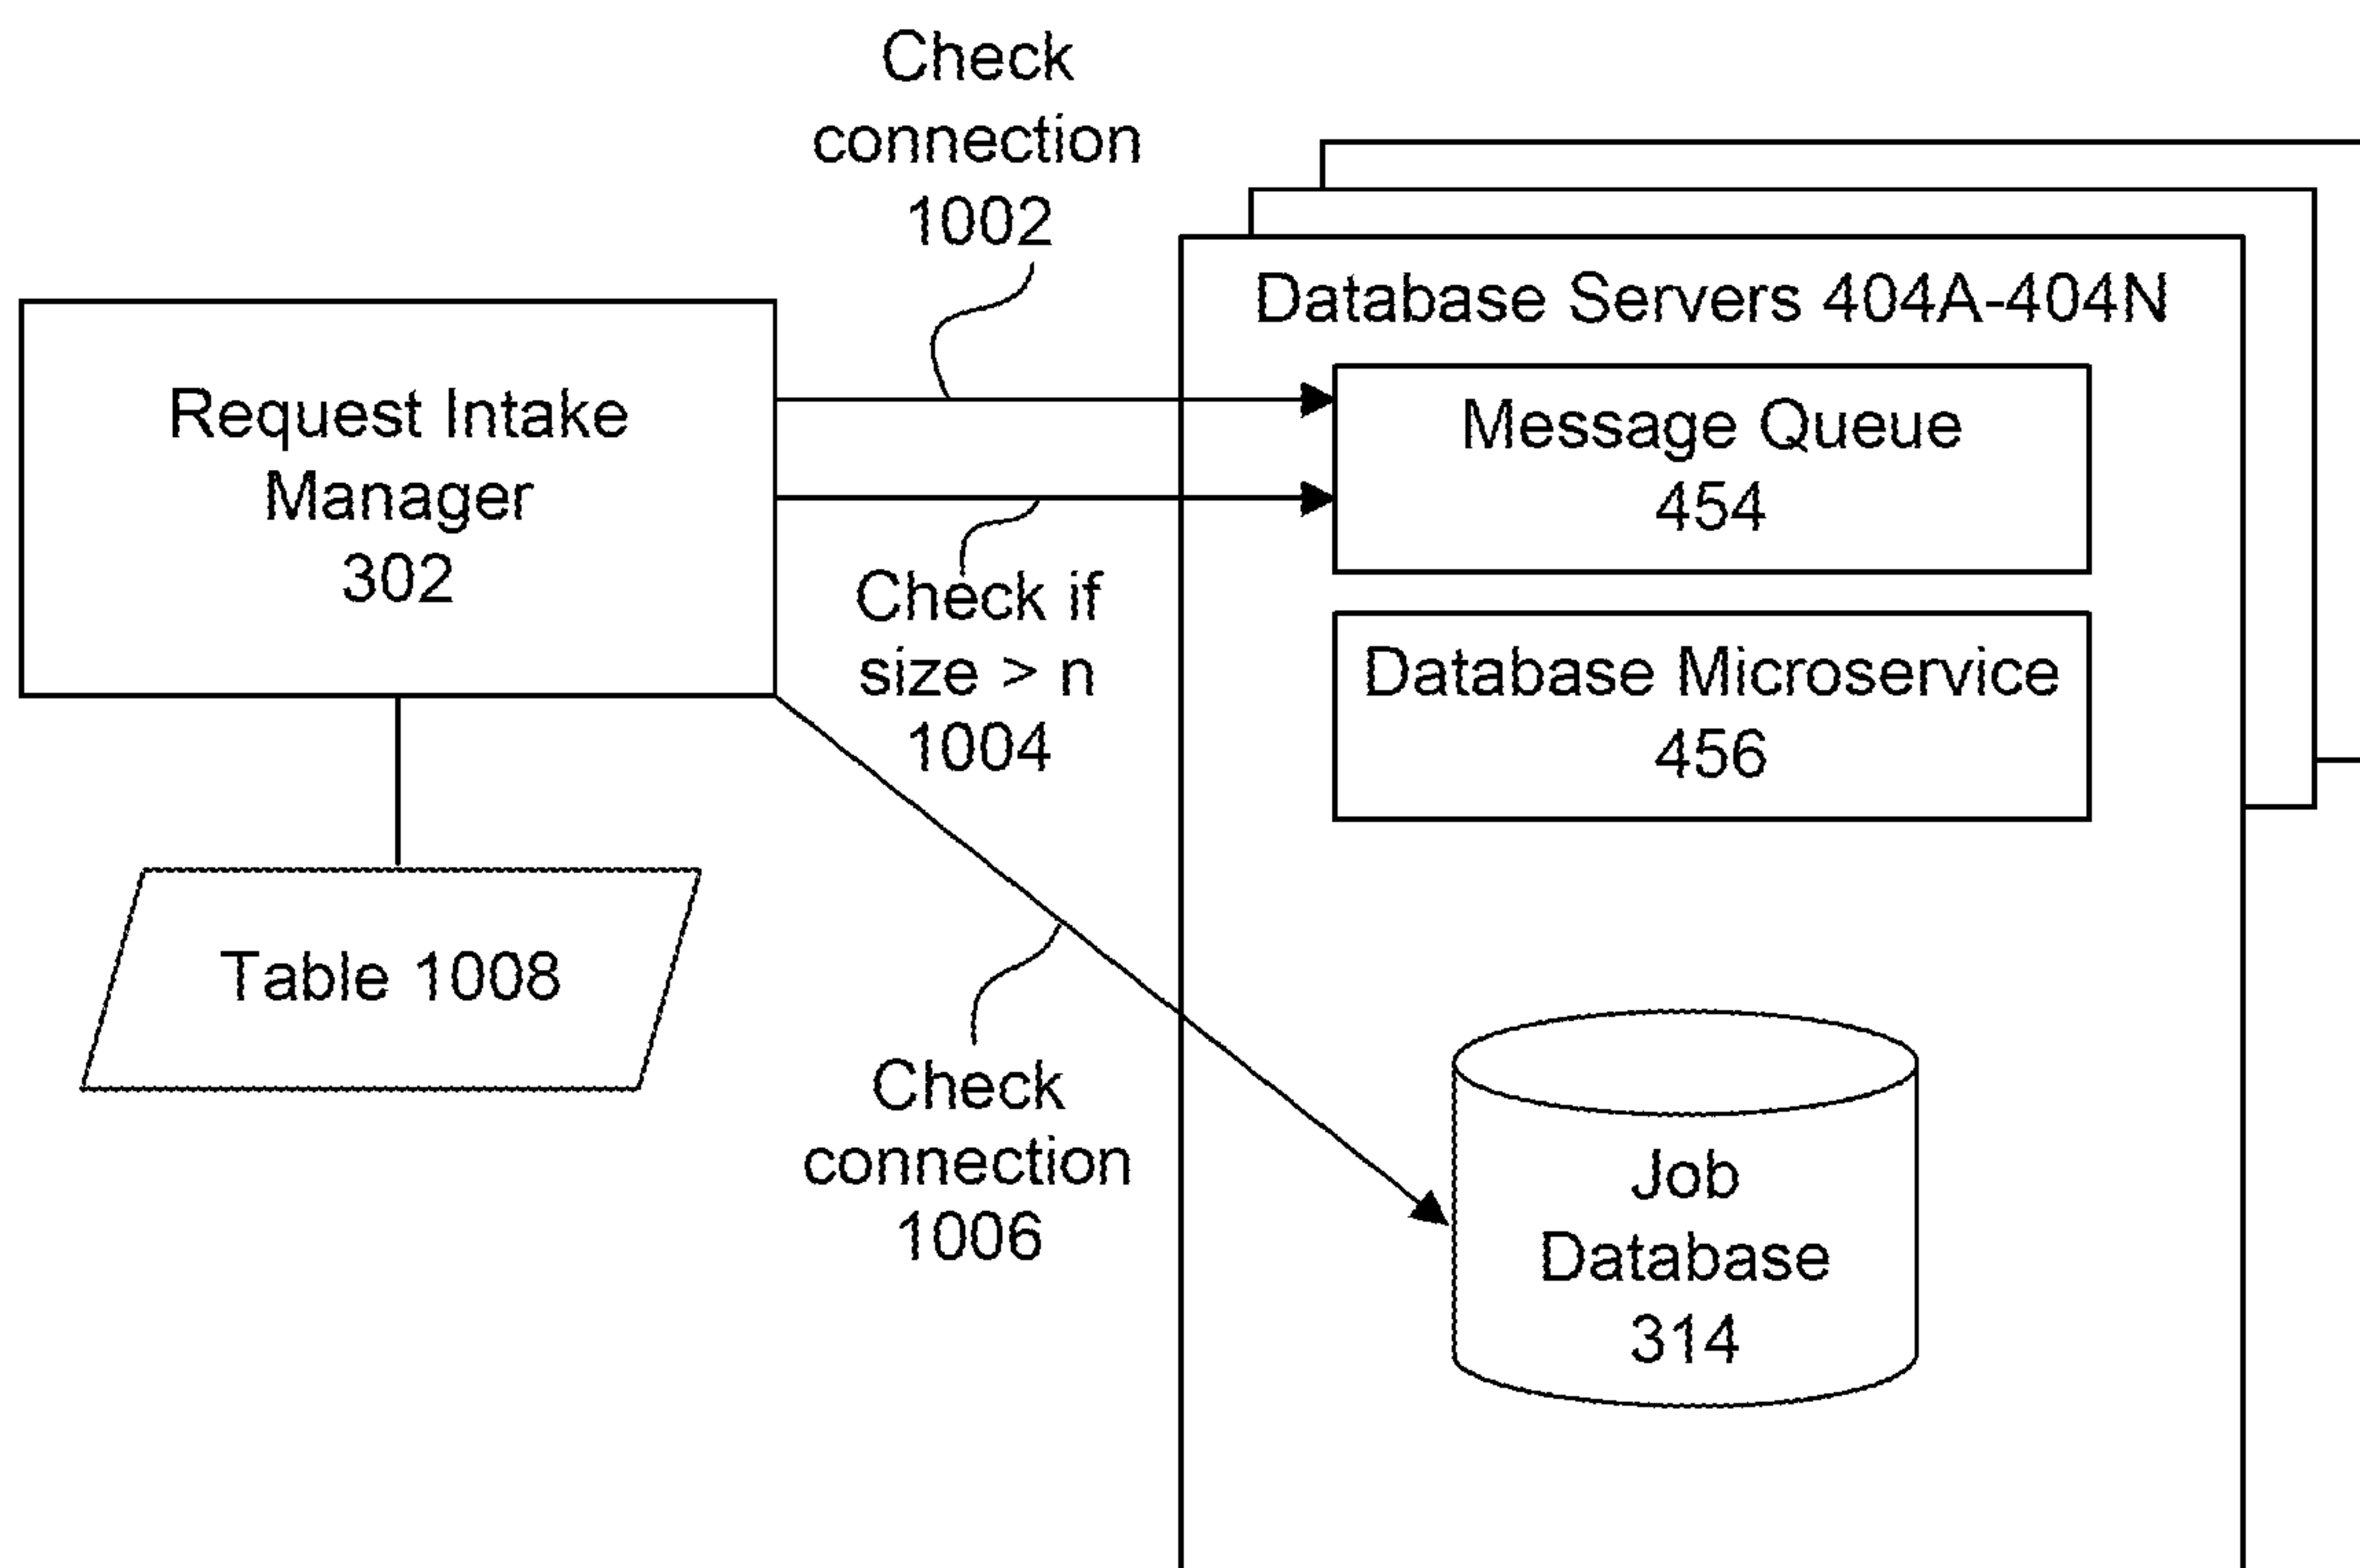 Check
connection
1002
Database Servers 404A-404N
Request Intake
Manager
302
Message Queue
454
Check if
size > n
1004
Database Microservice
456
Table 1008
Check
connection
1006
Job
Database
314